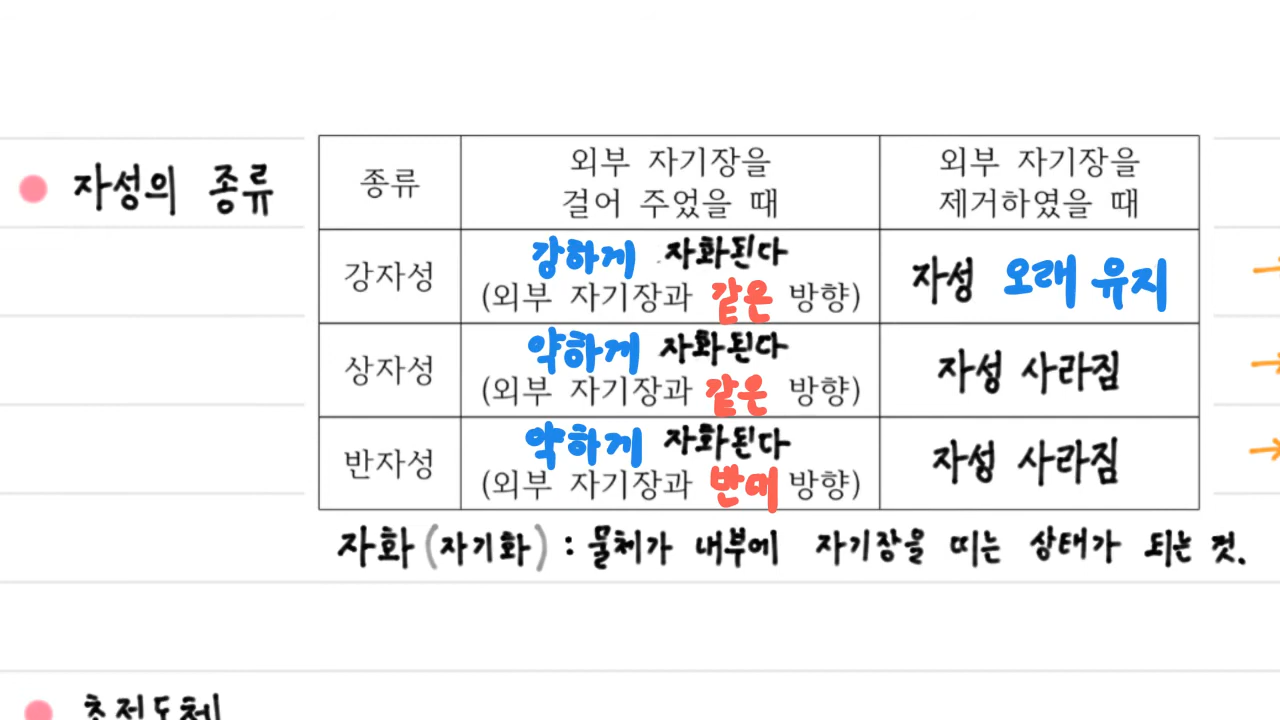 자성의 종류
종류
외부 자기장을
걸어 주었을 때
외부 자기장을
제거하였을 때
강자성
강하게 자화된다
(외부 자기장과 같은 방향)
자성 오래 유지
상자성
약하게 자화된다
(외부 자기장과 같은 방향)
자성 사라짐
반자성
약하게 자화된다
(외부 자기장과 반대 방향)
자성 사라짐
자화(자기화) : 물체가 내부에 자기장을 띠는 상태가 되는 것.
초전도체